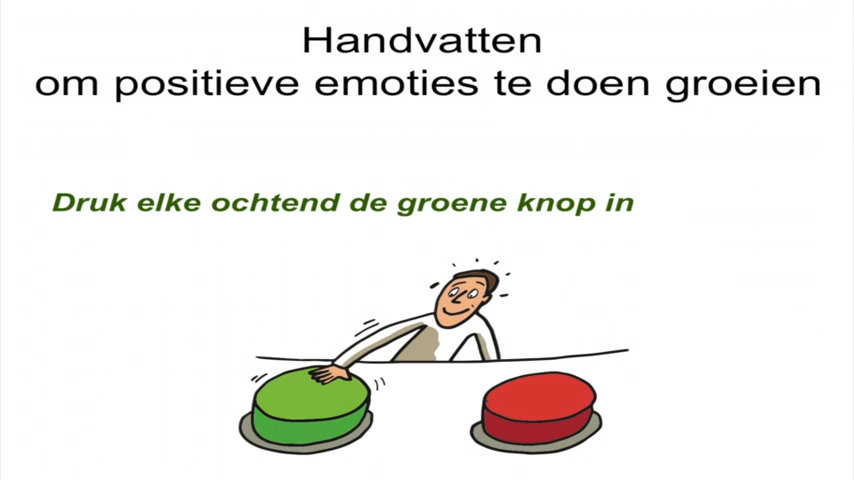 Handvatten
om positieve emoties te doen groeien
Druk elke ochtend de groene knop in